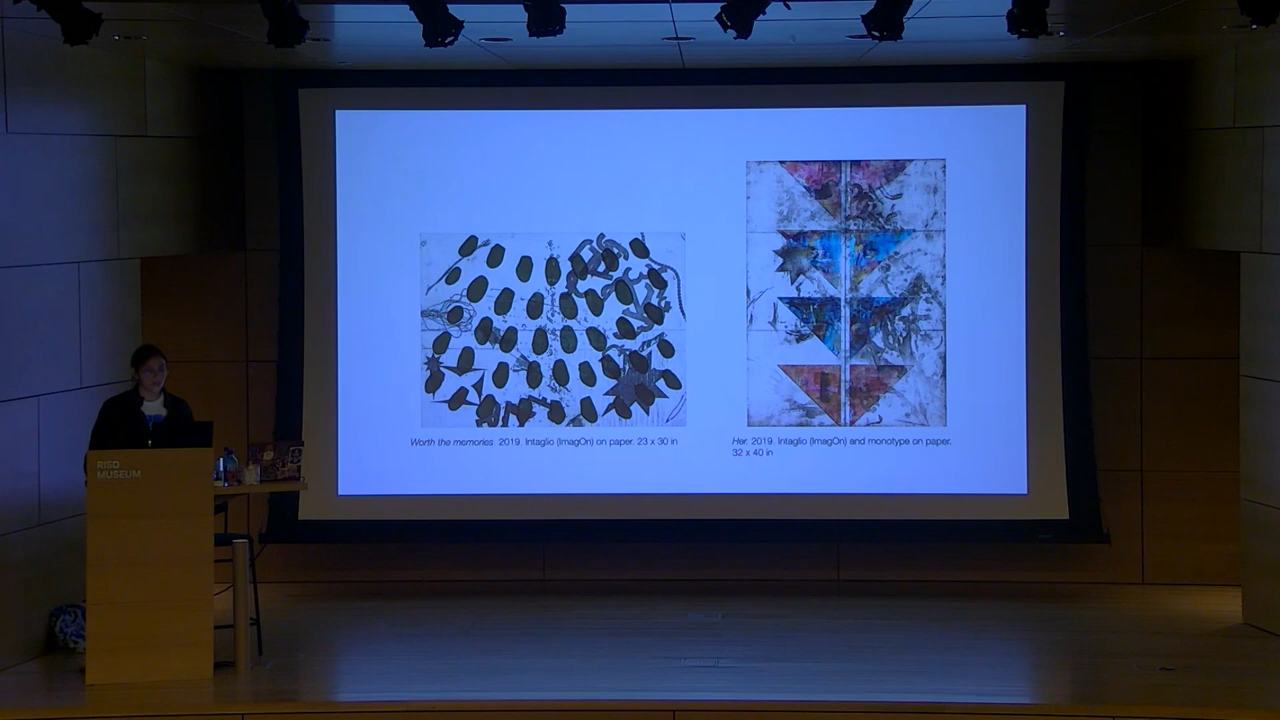 Worth the memories. 2019. Intaglio (ImagOn) on paper. 23 x 30 in
Her. 2019. Intaglio (ImagOn) and monotype on paper.
32 x 40 in
RISD
MUSEUM